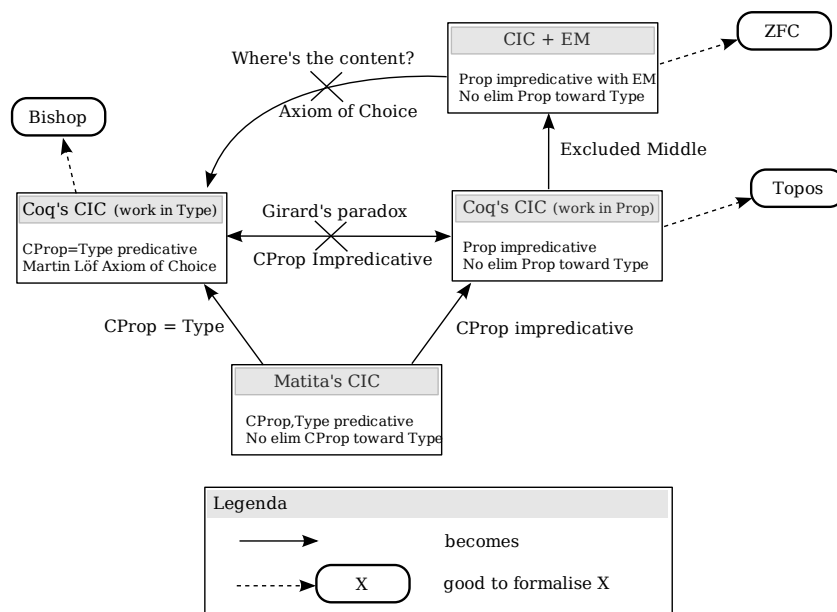 CIC + EM
ZFC
Where's the content?
Prop impredicative with EM
No elim Prop toward Type
Axiom of Choice
Bishop
Excluded Middle
Topos
Coq's CIC (work in Type)
CProp=Type predicative
Martin Löf Axiom of Choice
Girard's paradox
CProp Impredicative
Coq's CIC (work in Prop)
Prop impredicative
No elim Prop toward Type
CProp = Type
CProp impredicative
Matita's CIC
CProp,Type predicative
No elim CProp toward Type
Legenda
becomes
X
good to formalise X